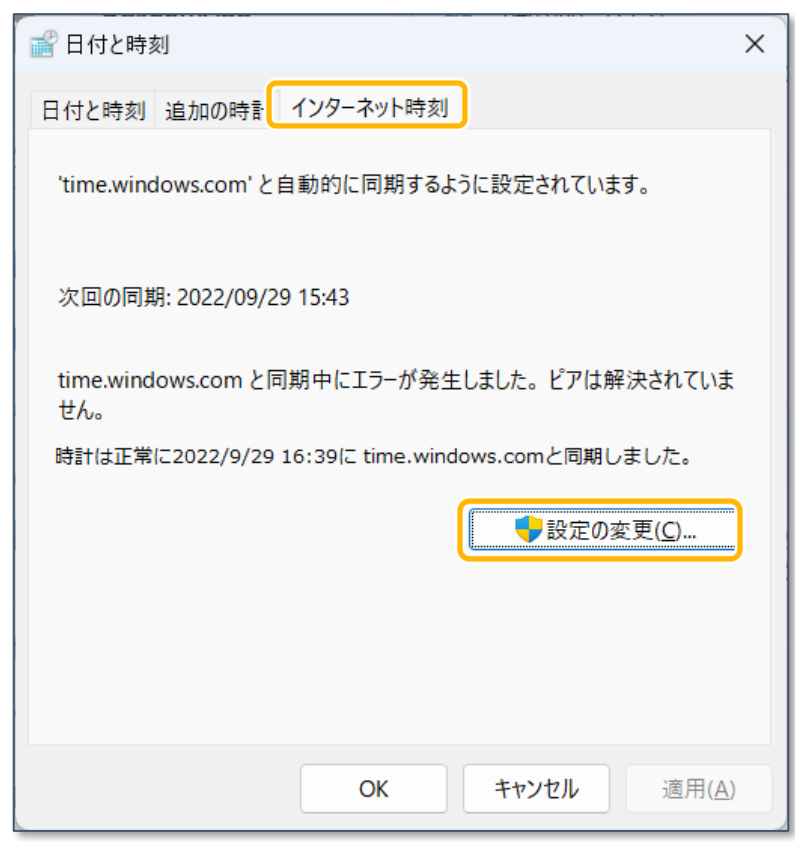 日付と時刻
日付と時刻 追加の時計 インターネット時刻
'time.windows.com' と自動的に同期するように設定されています。
次回の同期: 2022/09/29 15:43
time.windows.com と同期中にエラーが発生しました。ピアは解決されていま
せん。
時計は正常に2022/9/29 16:39に time.windows.comと同期しました。
設定の変更(C)...
OK キャンセル 適用(A)